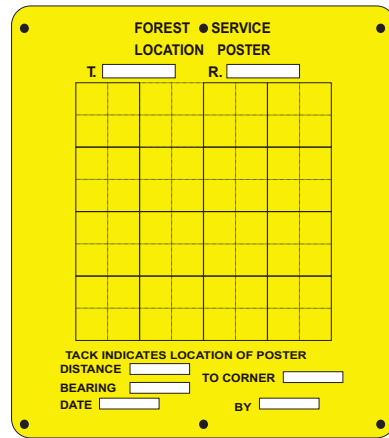 FOREST SERVICE
LOCATION POSTER
T. R.
TACK INDICATES LOCATION OF POSTER
DISTANCE
TO CORNER
BEARING
DATE BY